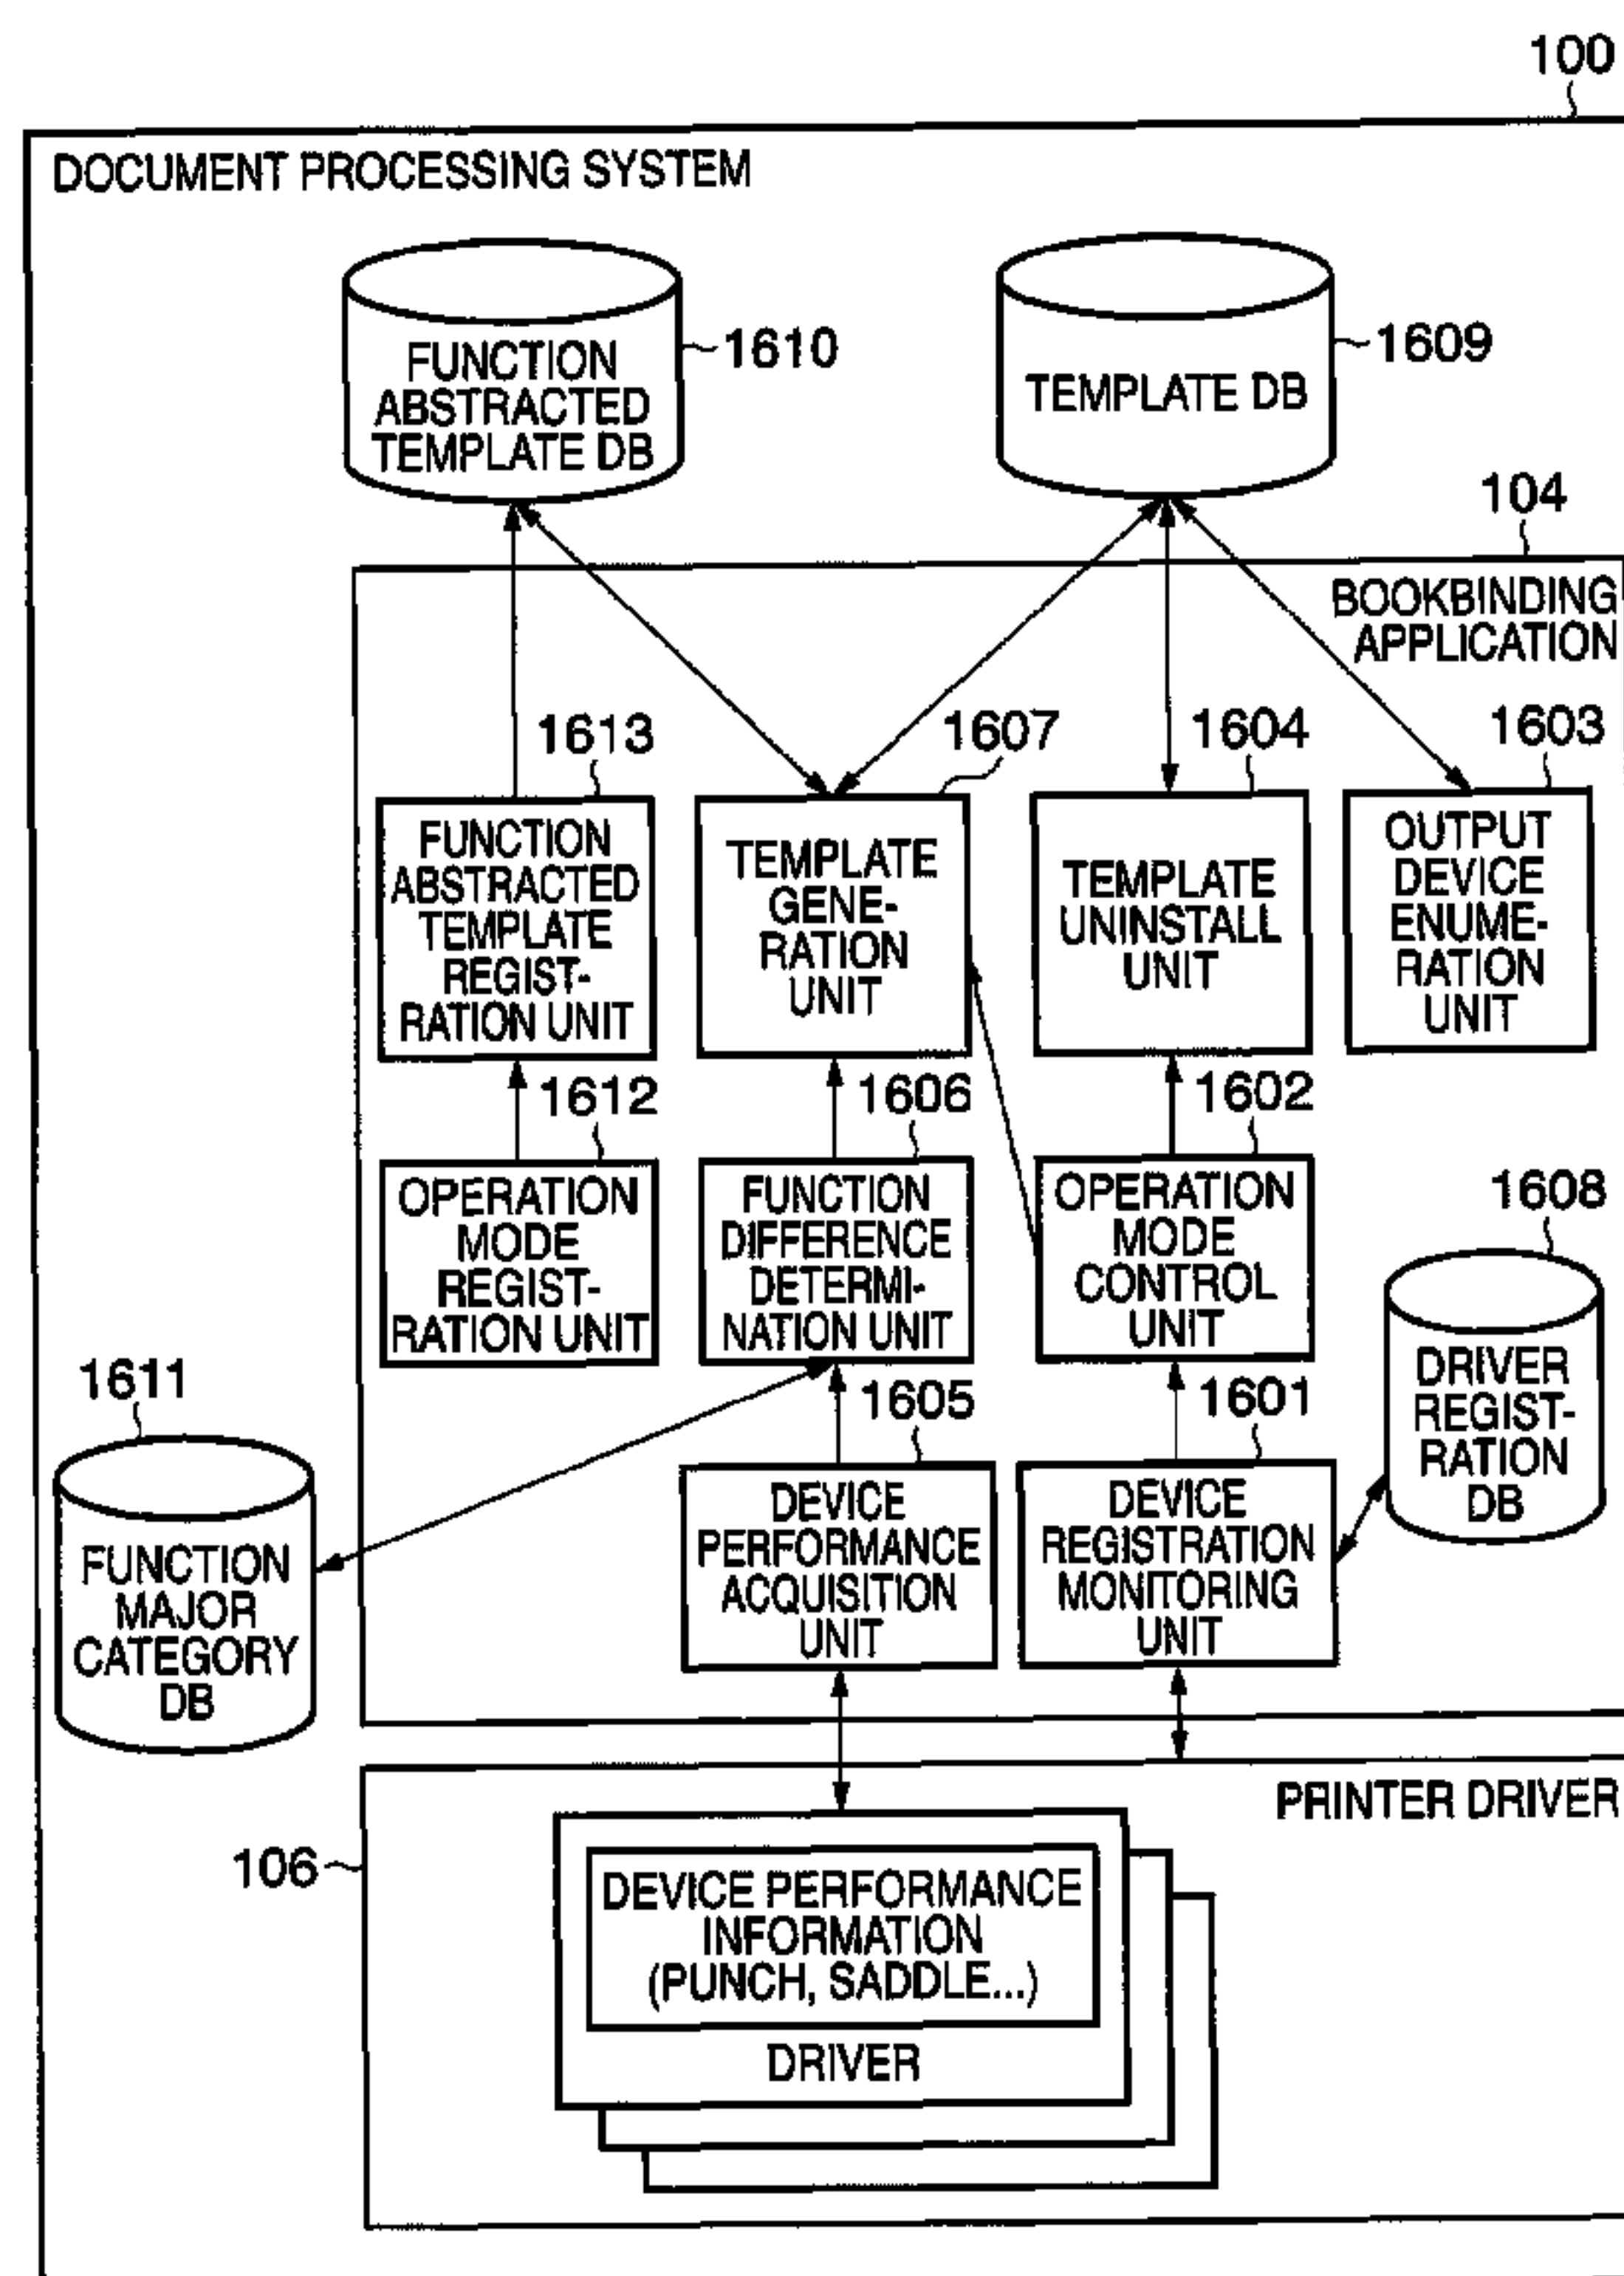 100
DOCUMENT PROCESSING SYSTEM
FUNCTION
ABSTRACTED
TEMPLATE DB
1610
TEMPLATE DB
1609
104
BOOKBINDING
APPLICATION
1613
FUNCTION
ABSTRACTED
TEMPLATE
REGIST-
RATION UNIT
1607
TEMPLATE
GENE-
RATION
UNIT
1604
TEMPLATE
UNINSTALL
UNIT
1603
OUTPUT
DEVICE
ENUME-
RATION
UNIT
1612
OPERATION
MODE
REGIST-
RATION UNIT
1606
FUNCTION
DIFFERENCE
DETERMI-
NATION UNIT
1602
OPERATION
MODE
CONTROL
UNIT
1608
DRIVER
REGIST-
RATION
DB
1611
FUNCTION
MAJOR
CATEGORY
DB
1605
DEVICE
PERFORMANCE
ACQUISITION
UNIT
1601
DEVICE
REGISTRATION
MONITORING
UNIT
PRINTER DRIVER
106
DEVICE PERFORMANCE
INFORMATION
(PUNCH, SADDLE...)
DRIVER